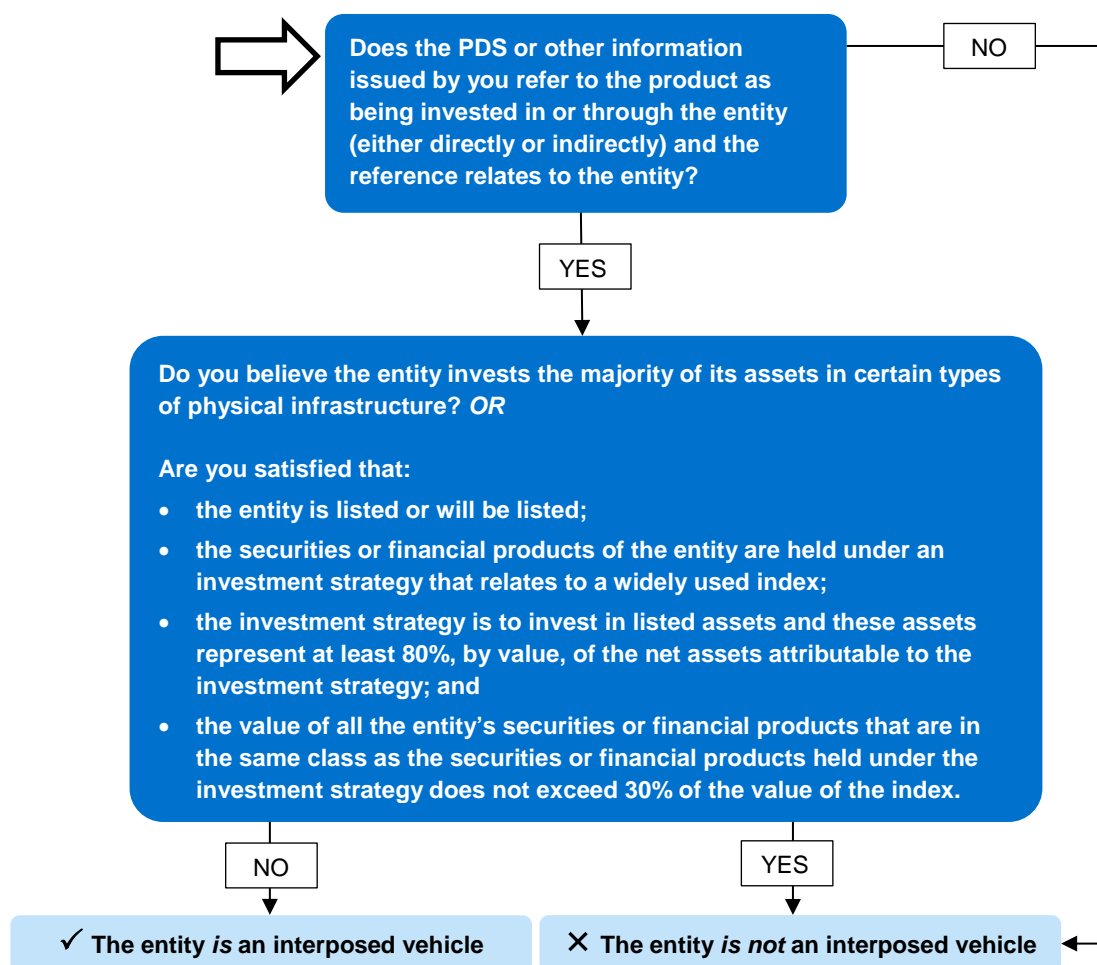 Does the PDS or other information
issued by you refer to the product as
being invested in or through the entity
(either directly or indirectly) and the
reference relates to the entity?
NO
YES
Do you believe the entity invests the majority of its assets in certain types
of physical infrastructure? OR
Are you satisfied that:
• the entity is listed or will be listed;
• the securities or financial products of the entity are held under an
investment strategy that relates to a widely used index;
• the investment strategy is to invest in listed assets and these assets
represent at least 80%, by value, of the net assets attributable to the
investment strategy; and
• the value of all the entity’s securities or financial products that are in
the same class as the securities or financial products held under the
investment strategy does not exceed 30% of the value of the index.
NO
YES
✓ The entity is an interposed vehicle
✕ The entity is not an interposed vehicle